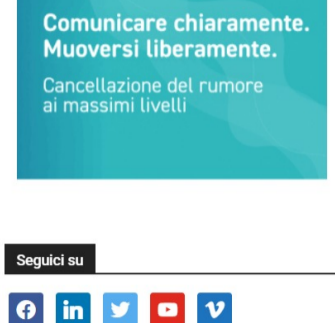 Comunicare chiaramente.
Muoversi liberamente.
Cancellazione del rumore
ai massimi livelli
Seguici su